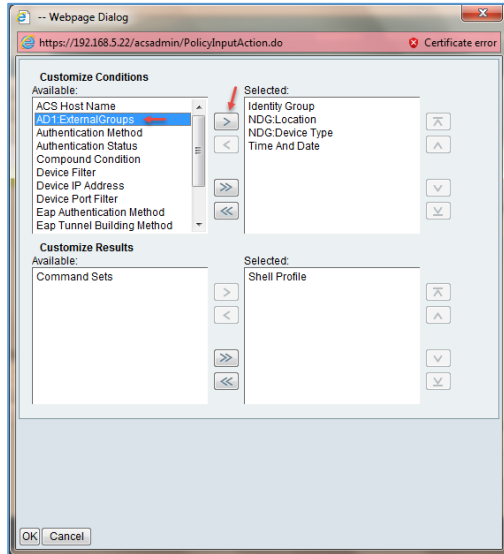 -- Webpage Dialog
https://192.168.5.22/acsadmin/PolicyInputAction.do
Certificate error
Customize Conditions
Available:
ACS Host Name
AD1:ExternalGroups
Authentication Method
Authentication Status
Compound Condition
Device Filter
Device IP Address
Device Port Filter
Eap Authentication Method
Eap Tunnel Building Method
Selected:
Identity Group
NDG:Location
NDG:Device Type
Time And Date
Customize Results
Available:
Command Sets
Selected:
Shell Profile
OK
Cancel